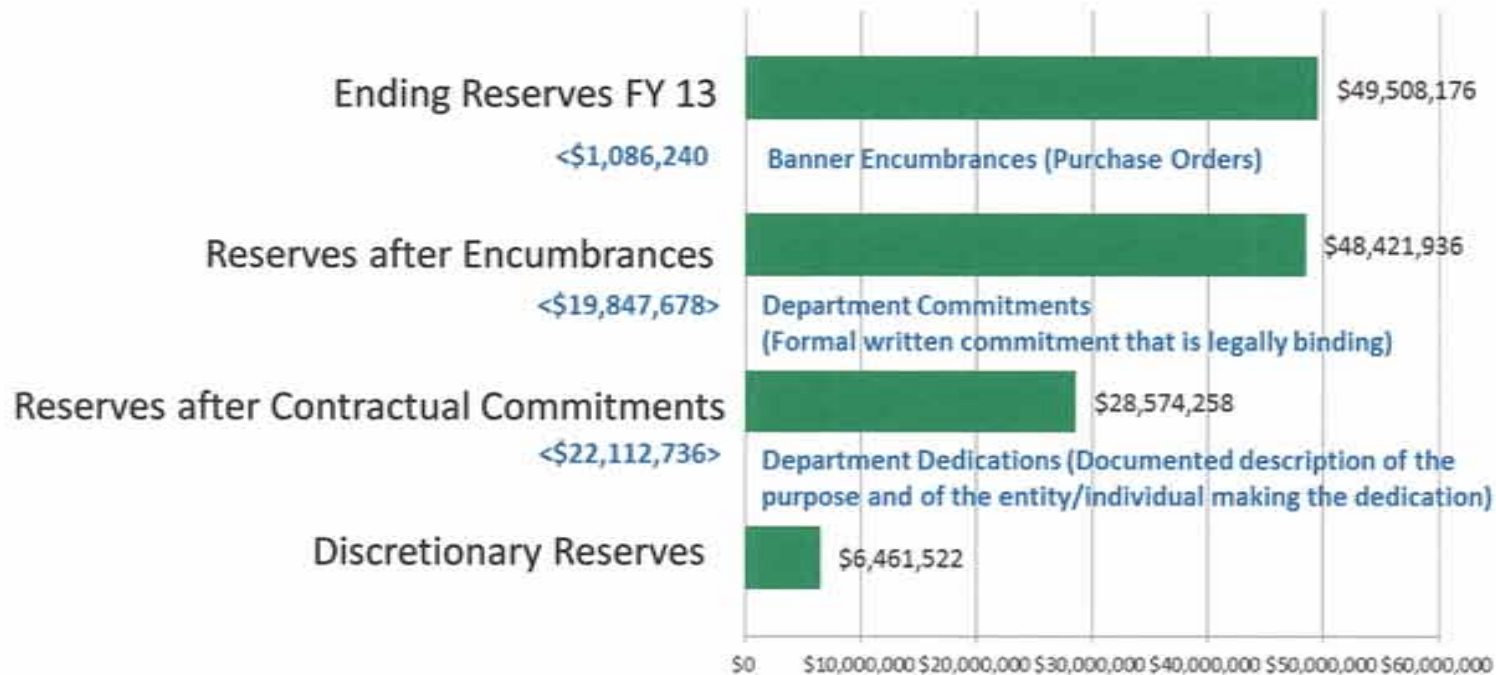 Ending Reserves FY 13
$49,508,176
<$1,086,240
Banner Encumbrances (Purchase Orders)
Reserves after Encumbrances
$48,421,936
<$19,847,678>
Department Commitments
(Formal written commitment that is legally binding)
Reserves after Contractual Commitments
$28,574,258
<$22,112,736>
Department Dedications (Documented description of the
purpose and of the entity/individual making the dedication)
Discretionary Reserves
$6,461,522
$0 $10,000,000 $20,000,000 $30,000,000 $40,000,000 $50,000,000 $60,000,000